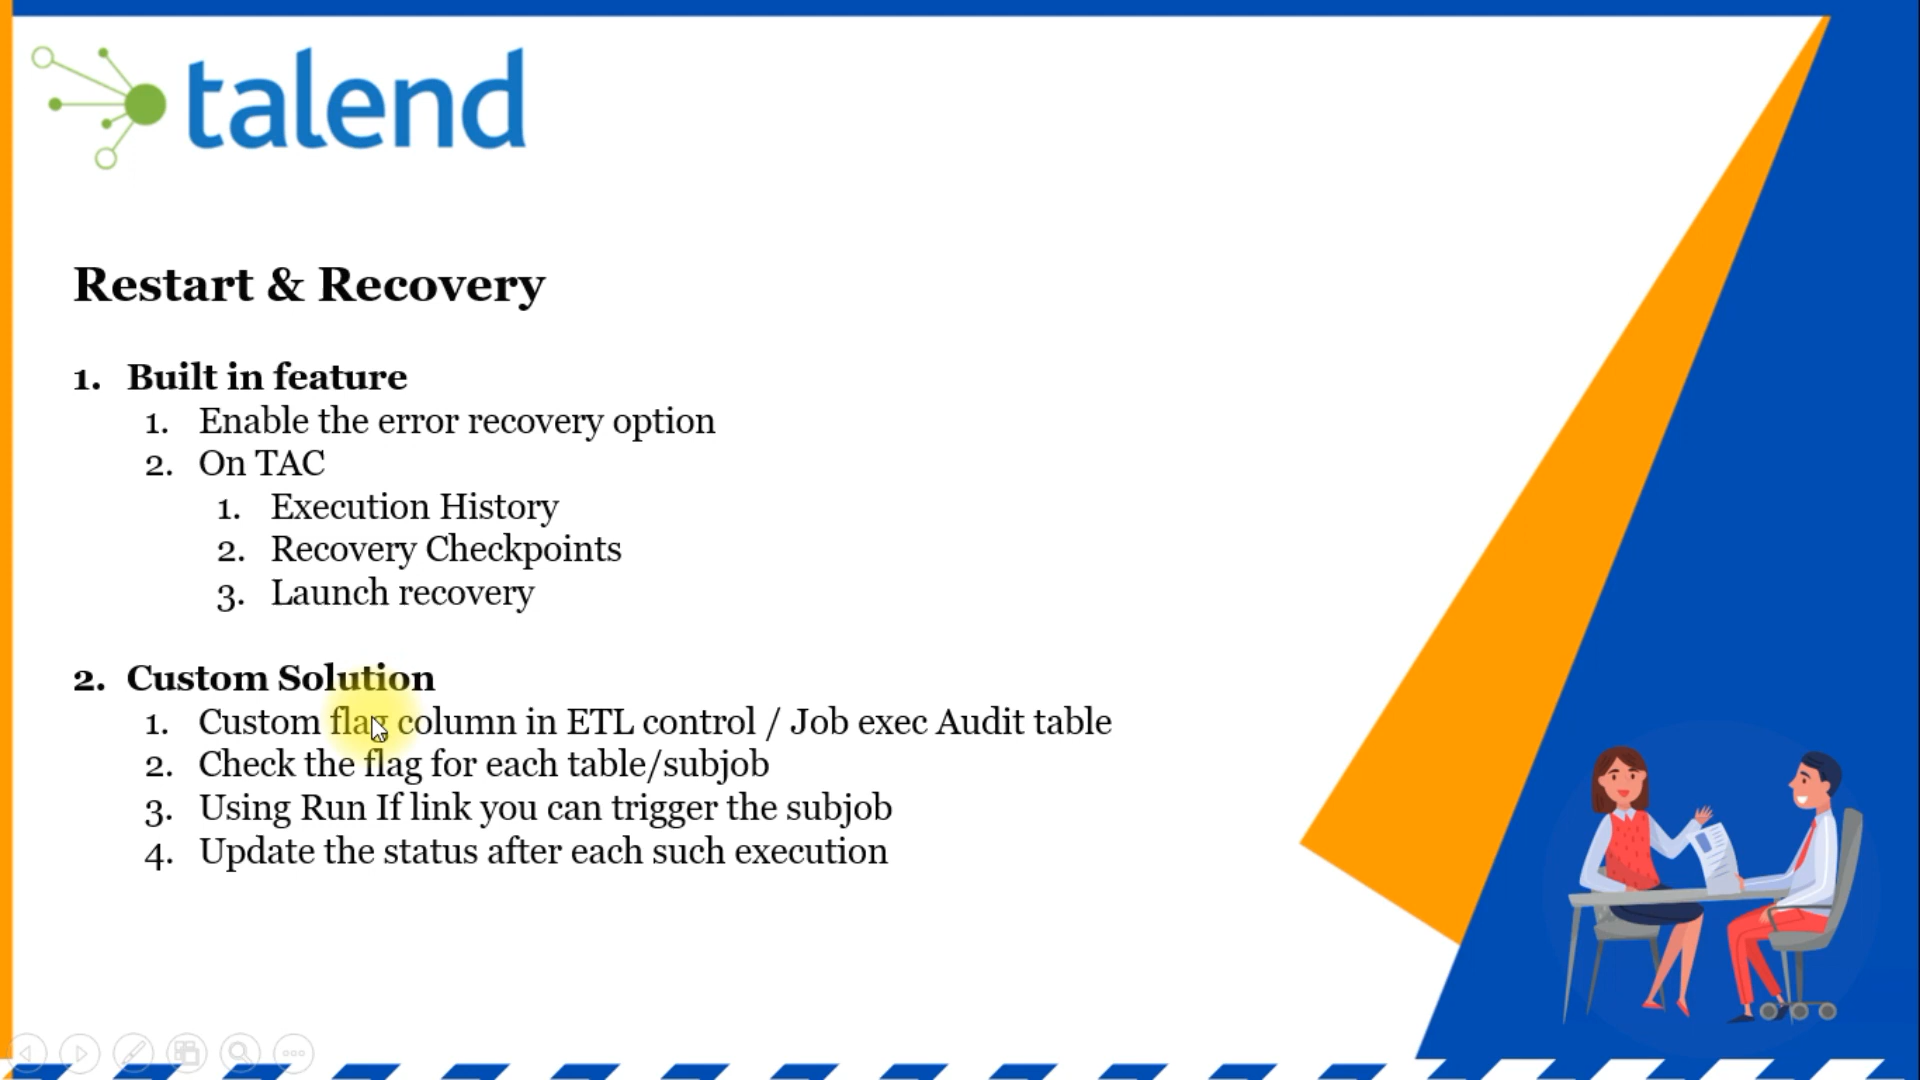 talend
Restart & Recovery
1. Built in feature
1. Enable the error recovery option
2. On TAC
1. Execution History
2. Recovery Checkpoints
3. Launch recovery
2. Custom Solution
1. Custom flag column in ETL control / Job exec Audit table
2. Check the flag for each table/subjob
3. Using Run If link you can trigger the subjob
4. Update the status after each such execution